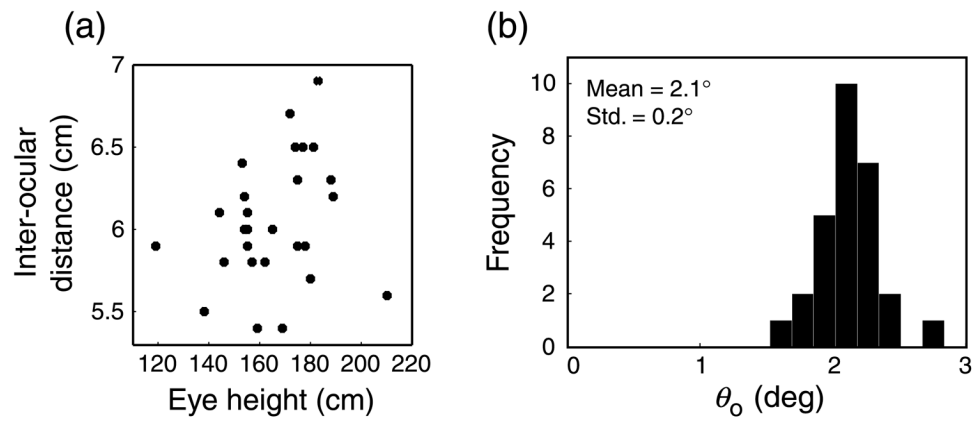 (a)
7
6.5
6
5.5
Inter-ocular
distance (cm)
120 140 160 180 200 220
Eye height (cm)
(b)
Mean = 2.1°
Std. = 0.2°
10
8
6
4
2
0
Frequency
0 1 2 3
θo (deg)